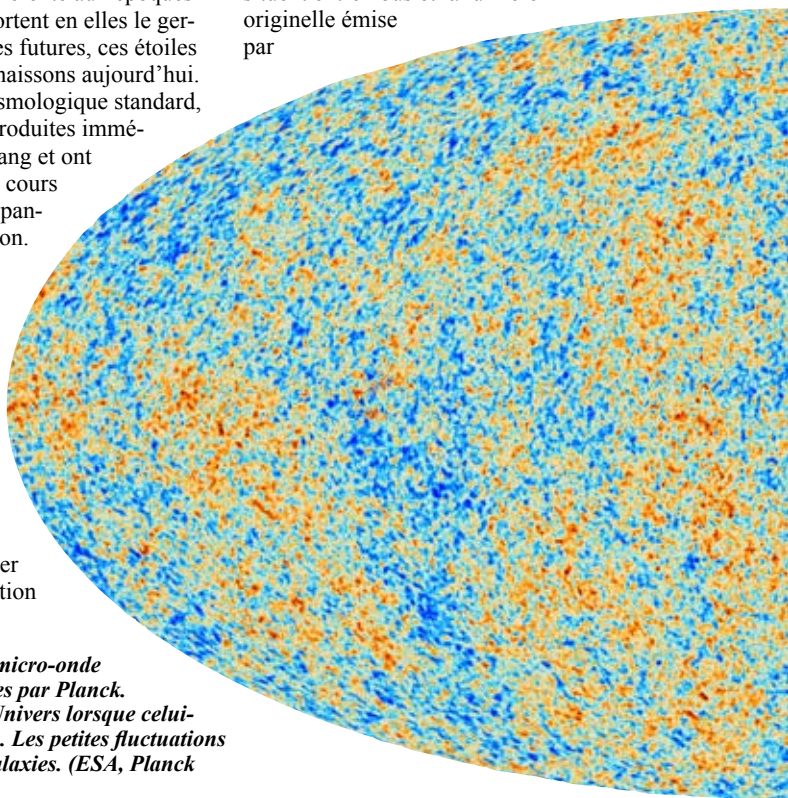 ortent en elles le ger-
es futures, ces étoiles
naissons aujourd’hui.
smologique standard,
roduites immé-
ang et ont
cours
pan-
on.
er
tion
originelle émise
par
micro-onde
es par Planck.
Univers lorsque celui-
. Les petites fluctuations
alaxies. (ESA, Planck